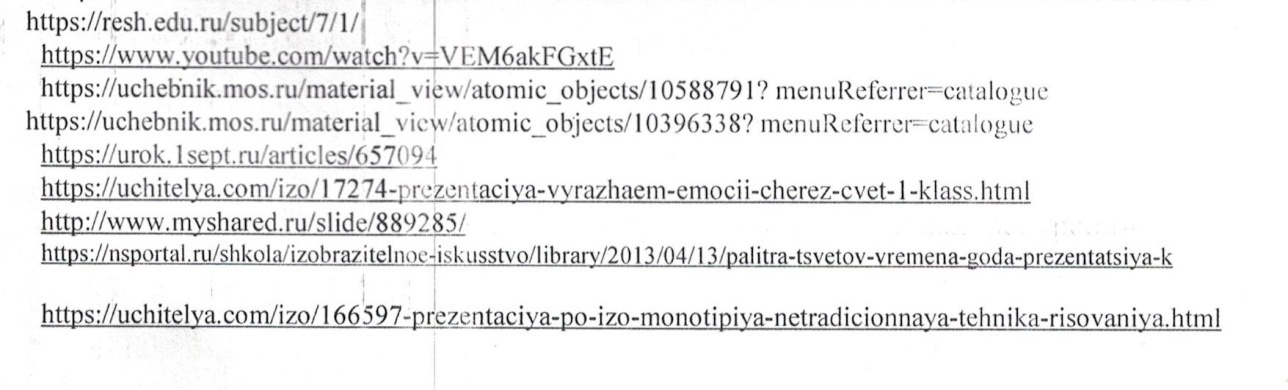 https://resh.edu.ru/subject/7/1/
https://www.youtube.com/watch?v=VEM6akFGxtE
https://uchebnik.mos.ru/material_view/atomic_objects/10588791? menuReferrer=catalogue
https://uchebnik.mos.ru/material_view/atomic_objects/10396338? menuReferrer=catalogue
https://urok.1sept.ru/articles/657094
https://uchitelya.com/izo/17274-prezentaciya-vyrazhaem-emocii-cherez-cvet-1-klass.html
http://www.myshared.ru/slide/889285/
https://nsportal.ru/shkola/izobrazitelnoe-iskusstvo/library/2013/04/13/palitra-tsvetov-vremena-goda-prezentatsiya-k
https://uchitelya.com/izo/166597-prezentaciya-po-izo-monotipiya-netradicionnaya-tehnika-risovaniya.html